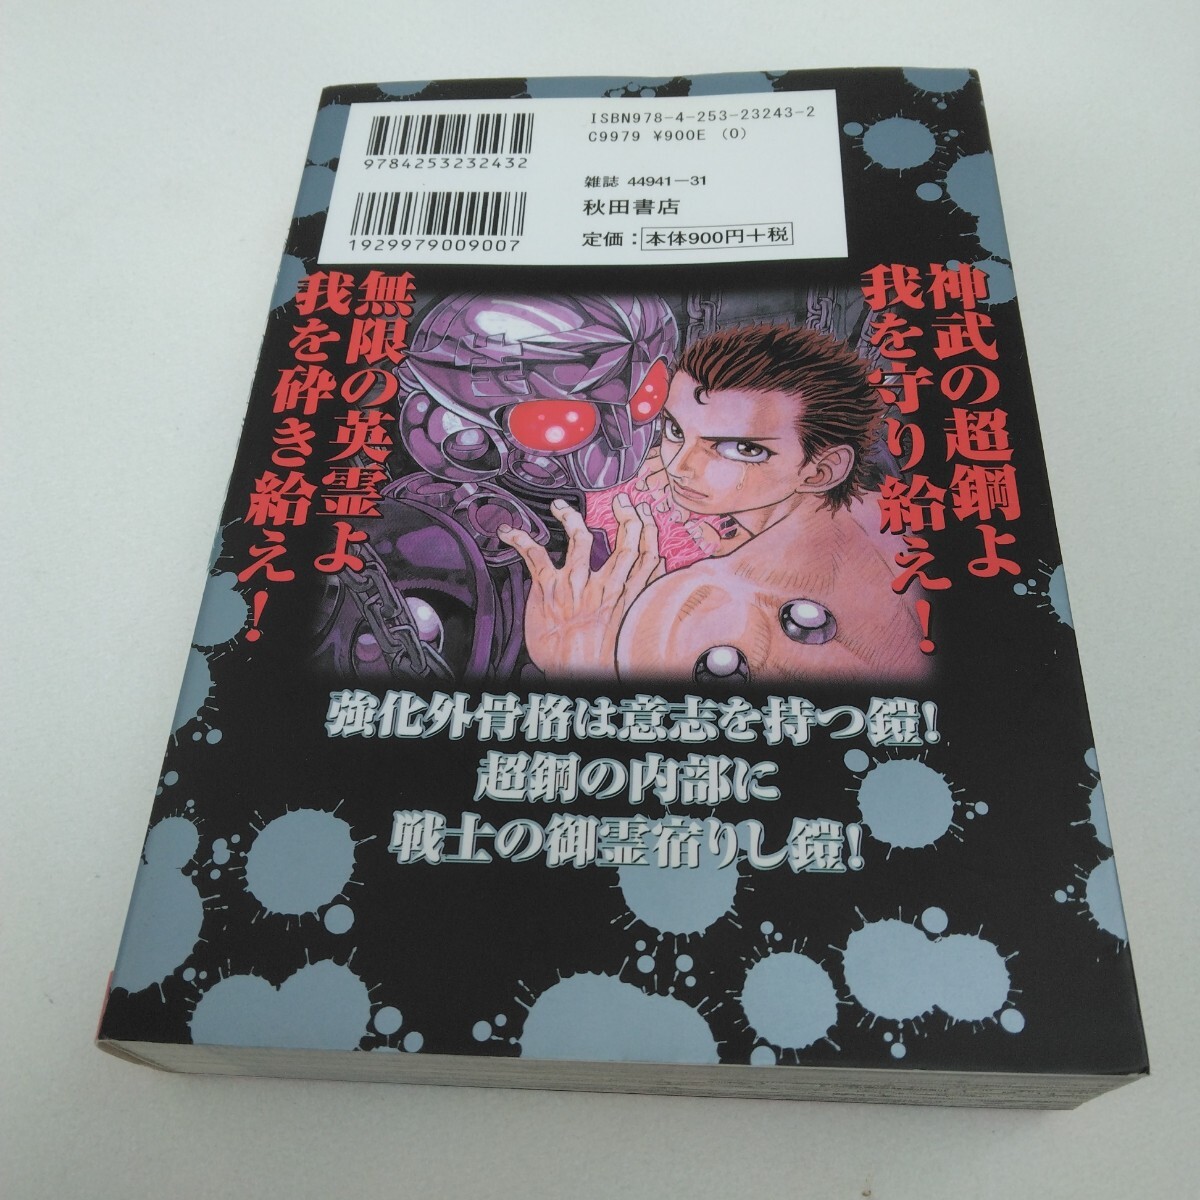 ISBN978-4-253-23243-2
C9979 ¥900E (0)
9784253232432
雑誌 44941-31
秋田書店
1929979009007
定価：本体900円+税
神武の超鋼よ
我を守り給え！
無限の英霊よ
我を砕き給え！
強化外骨格は意志を持つ鎧！
超鋼の内部に
戦士の御霊宿りし鎧！